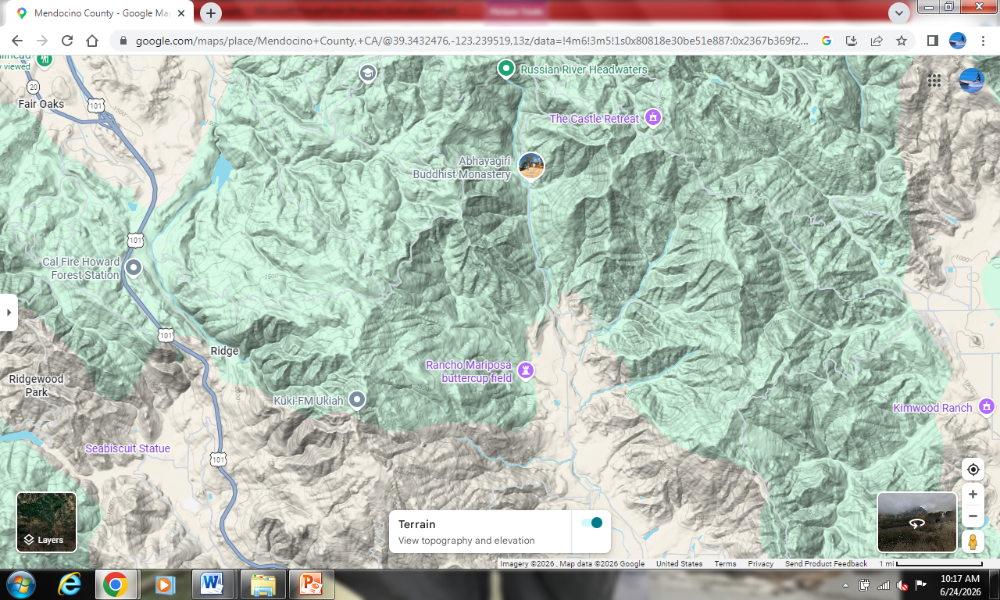 Mendocino County - Google Ma
google.com/maps/place/Mendocino+County,+CA/@39.3432476,-123.239519,13z/data=!4m6!3m5!1s0x80818e30be51e887:0x2367b369f2...
viewed
Russian River Headwaters
20
Fair Oaks
101
The Castle Retreat
Abhayagiri
Buddhist Monastery
101
Cal Fire Howard
Forest Station
2500
1000
101
Ridge
Ridgewood
Park
Rancho Mariposa
buttercup field
Kuki-FM Ukiah
Kimwood Ranch
Seabiscuit Statue
101
Layers
Terrain
View topography and elevation
Imagery ©2026 , Map data ©2026 Google United States Terms Privacy Send Product Feedback 1 mi
10:17 AM
6/24/2026